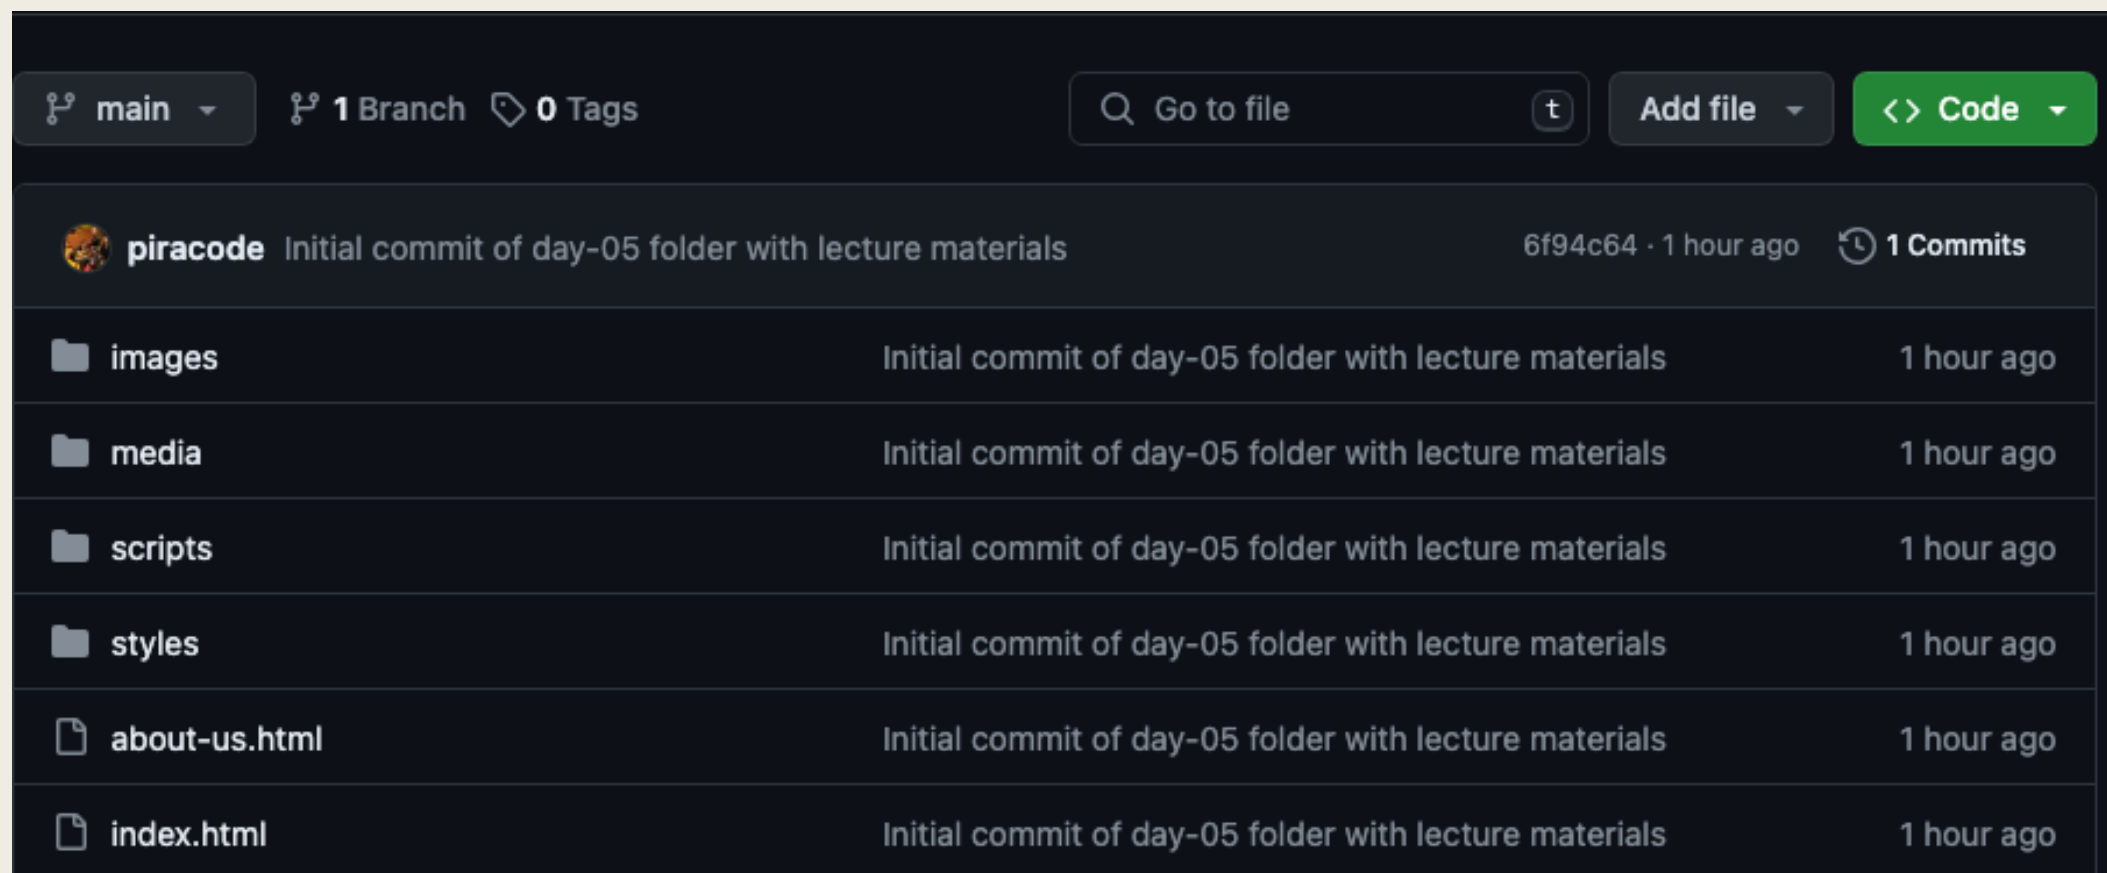 main 1 Branch 0 Tags Go to file t Add file <> Code
piracode Initial commit of day-05 folder with lecture materials 6f94c64 · 1 hour ago 1 Commits
images Initial commit of day-05 folder with lecture materials 1 hour ago
media Initial commit of day-05 folder with lecture materials 1 hour ago
scripts Initial commit of day-05 folder with lecture materials 1 hour ago
styles Initial commit of day-05 folder with lecture materials 1 hour ago
about-us.html Initial commit of day-05 folder with lecture materials 1 hour ago
index.html Initial commit of day-05 folder with lecture materials 1 hour ago